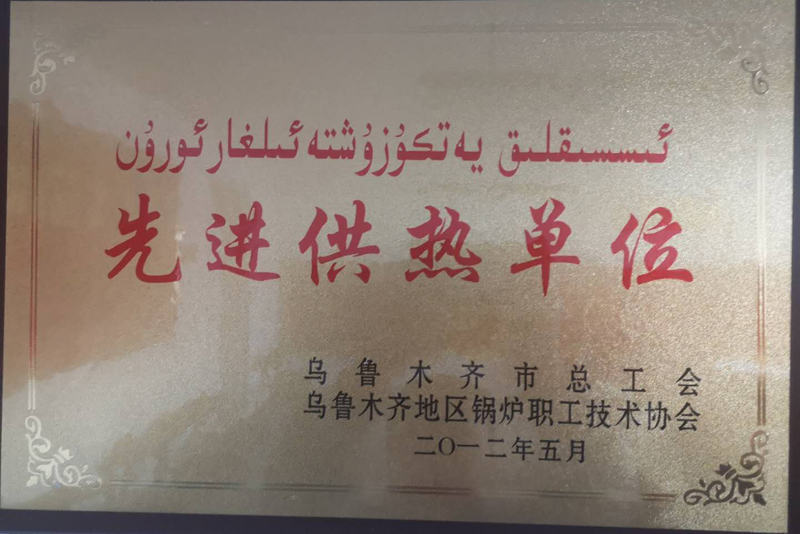 ئىسسىقلىق يەتكۈزۈشتە ئىلغار ئورۇن
先进供热单位
乌鲁木齐市总工会
乌鲁木齐地区锅炉职工技术协会
二〇一二年五月